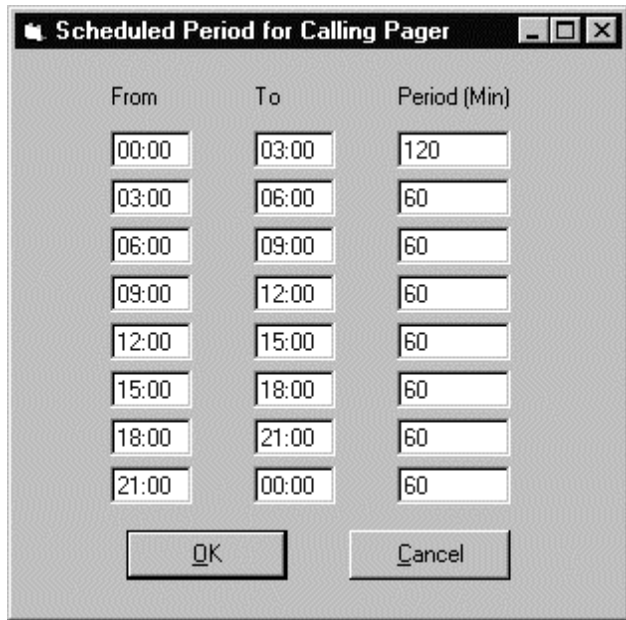 Scheduled Period for Calling Pager
From To Period (Min)
00:00 03:00 120
03:00 06:00 60
06:00 09:00 60
09:00 12:00 60
12:00 15:00 60
15:00 18:00 60
18:00 21:00 60
21:00 00:00 60
OK Cancel